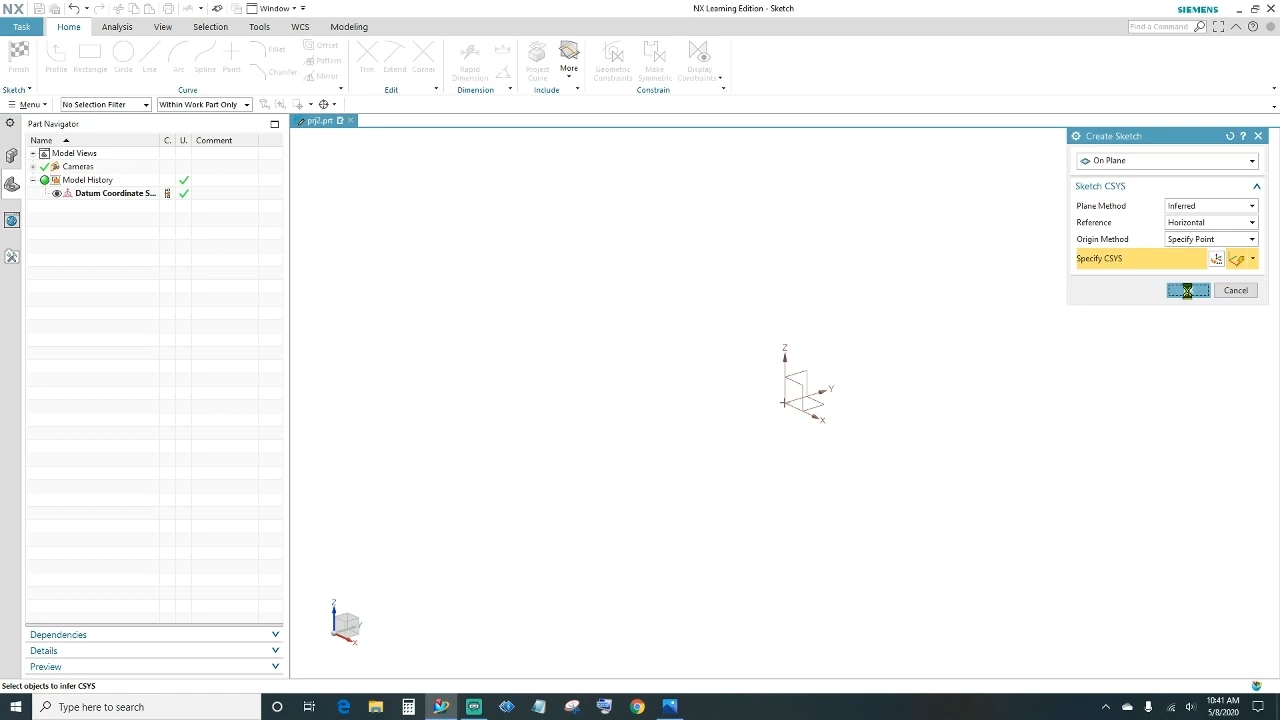 NX Window NX Learning Edition - Sketch SIEMENS
Task Home Analysis View Selection Tools WCS Modeling Find a Command
Finish Profile Rectangle Circle Line Arc Spline Point Fillet Chamfer Offset Pattern Mirror Trim Extend Corner Rapid Dimension Project Curve More Geometric Constraints Make Symmetric Display Constraints
Sketch Curve Edit Dimension Include Constrain
Menu No Selection Filter Within Work Part Only
Part Navigator prj2.prt
Name C. U. Comment
Model Views
Cameras
Model History
Datum Coordinate S...
Create Sketch
On Plane
Sketch CSYS
Plane Method Inferred
Reference Horizontal
Origin Method Specify Point
Specify CSYS
Cancel
Z
Y
X
Z
Y
X
Dependencies
Details
Preview
Select objects to infer CSYS
Type here to search
10:41 AM
5/8/2020